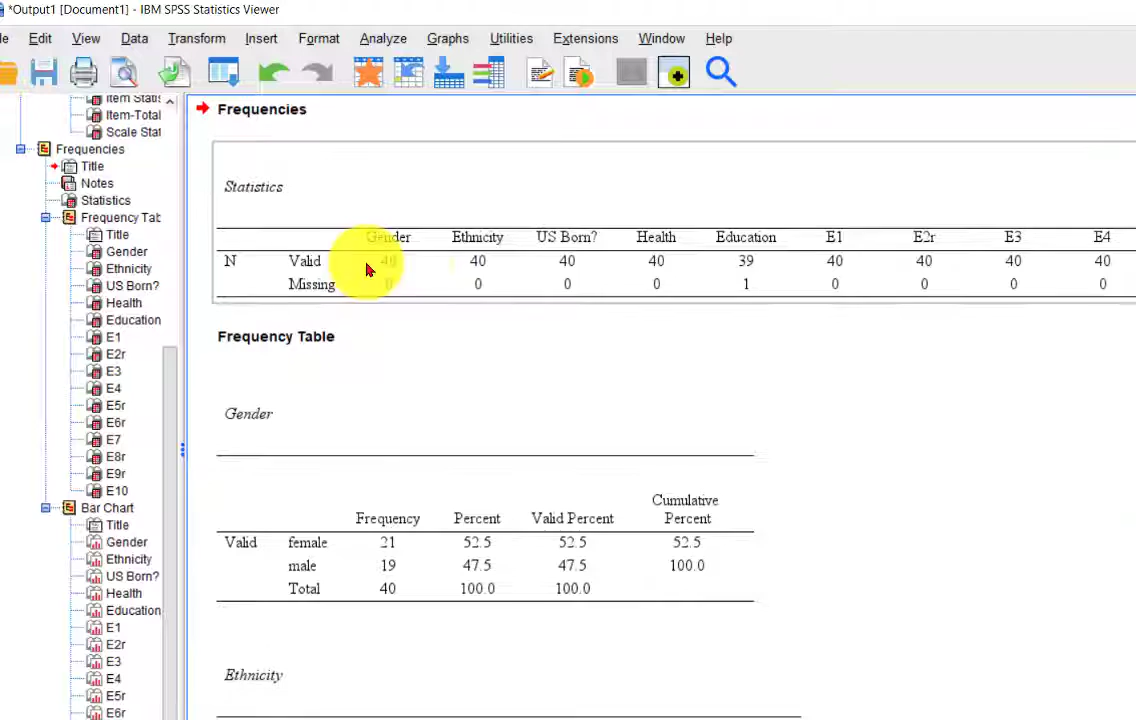 *Output1 [Document1] - IBM SPSS Statistics Viewer
Edit View Data Transform Insert Format Analyze Graphs Utilities Extensions Window Help
Item Statis
Item-Total
Scale Stat
Frequencies
Title
Notes
Statistics
Frequency Tab
Title
Gender
Ethnicity
US Born?
Health
Education
E1
E2r
E3
E4
E5r
E6r
E7
E8r
E9r
E10
Bar Chart
Title
Gender
Ethnicity
US Born?
Health
Education
E1
E2r
E3
E4
E5r
E6r
Frequencies
Statistics
Gender Ethnicity US Born? Health Education E1 E2r E3 E4
N Valid 40 40 40 40 39 40 40 40 40
Missing 0 0 0 0 1 0 0 0 0
Frequency Table
Gender
Cumulative
Frequency Percent Valid Percent Percent
Valid female 21 52.5 52.5 52.5
male 19 47.5 47.5 100.0
Total 40 100.0 100.0
Ethnicity